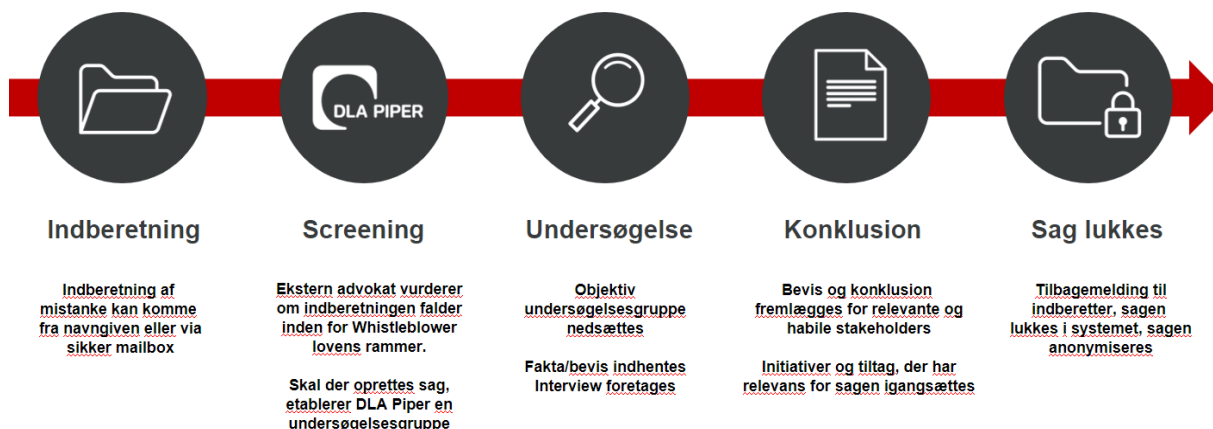 DLA PIPER
Indberetning
Indberetning af
mistanke kan komme
fra navngiven eller via
sikker mailbox
Screening
Ekstern advokat vurderer
om indberetningen falder
inden for Whistleblower
lovens rammer.
Skal der oprettes sag,
etablerer DLA Piper en
undersøgelsesgruppe
Undersøgelse
Objektiv
undersøgelsesgruppe
nedsættes
Fakta/bevis indhentes
Interview foretages
Konklusion
Bevis og konklusion
fremlægges for relevante og
habile stakeholders
Initiativer og tiltag, der har
relevans for sagen igangsættes
Sag lukkes
Tilbagemelding til
indberetter, sagen
lukkes i systemet, sagen
anonymiseres